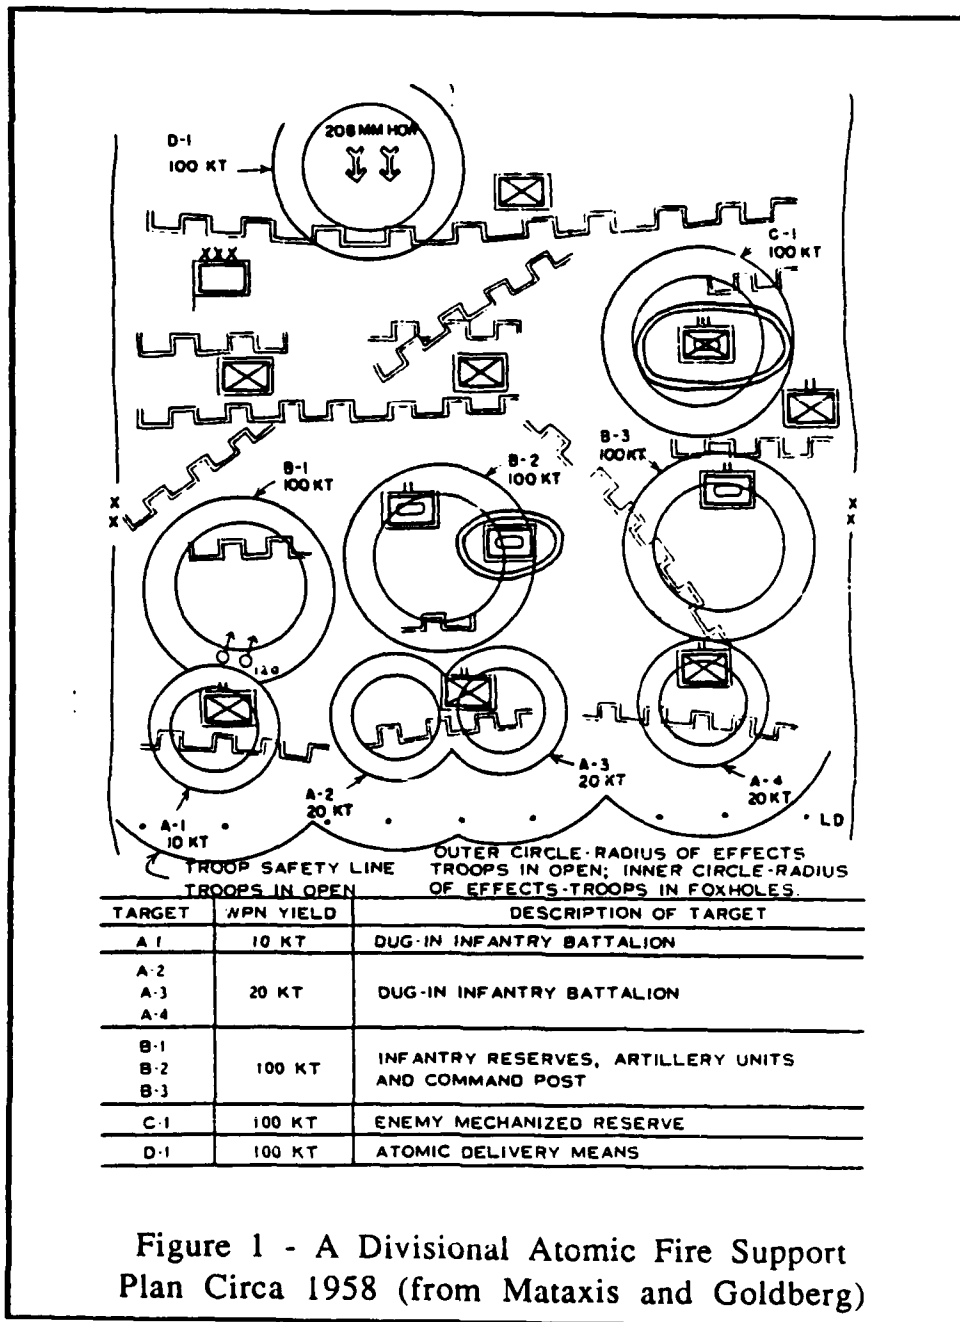 D-1
100 KT
208 MM HOW
C-1
100 KT
XXX
B-3
100 KT
B-1
100 KT
B-2
100 KT
X
X
X
X
120
A-1
10 KT
A-2
20 KT
A-3
20 KT
A-4
20 KT
LD
TROOP SAFETY LINE
TROOPS IN OPEN
OUTER CIRCLE-RADIUS OF EFFECTS
TROOPS IN OPEN; INNER CIRCLE-RADIUS
OF EFFECTS-TROOPS IN FOXHOLES.
TARGET WPN YIELD DESCRIPTION OF TARGET
A-1 10 KT DUG-IN INFANTRY BATTALION
A-2
A-3 20 KT DUG-IN INFANTRY BATTALION
A-4
B-1
B-2 100 KT INFANTRY RESERVES, ARTILLERY UNITS
AND COMMAND POST
B-3
C-1 100 KT ENEMY MECHANIZED RESERVE
D-1 100 KT ATOMIC DELIVERY MEANS
Figure 1 - A Divisional Atomic Fire Support
Plan Circa 1958 (from Mataxis and Goldberg)